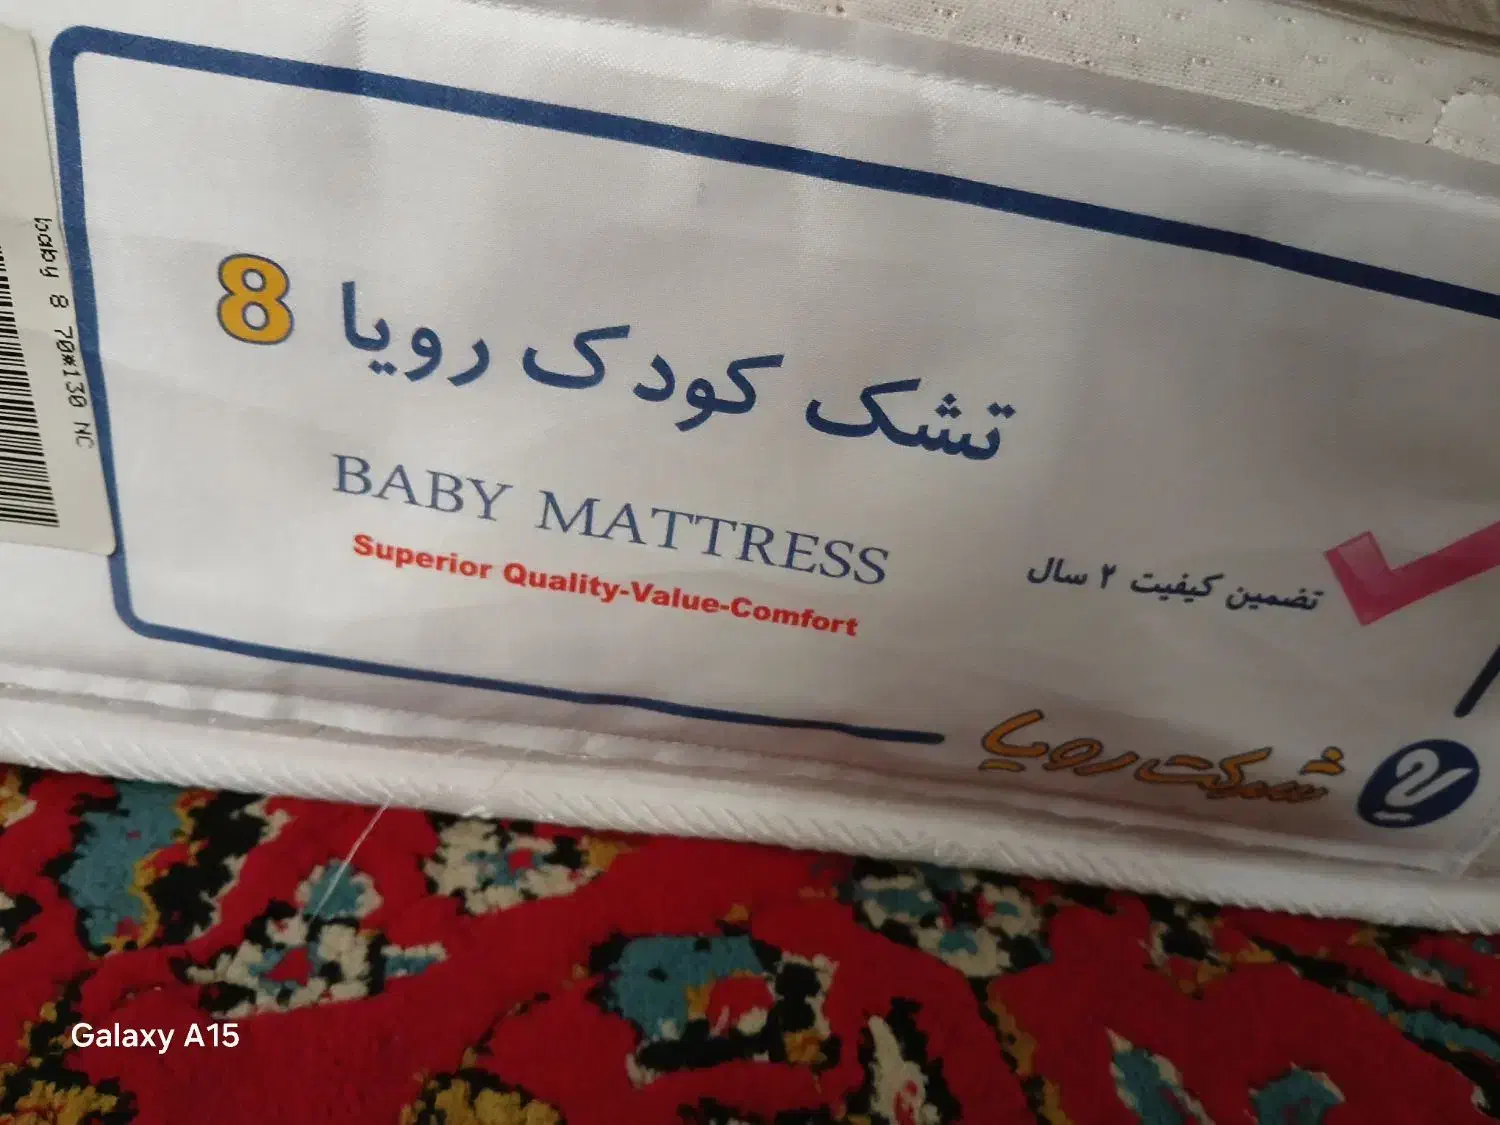 baby 8 70*130 NC
تشک کودک رویا 8
BABY MATTRESS
Superior Quality-Value-Comfort
تضمین کیفیت ۲ سال
شرکت رویا
Galaxy A15